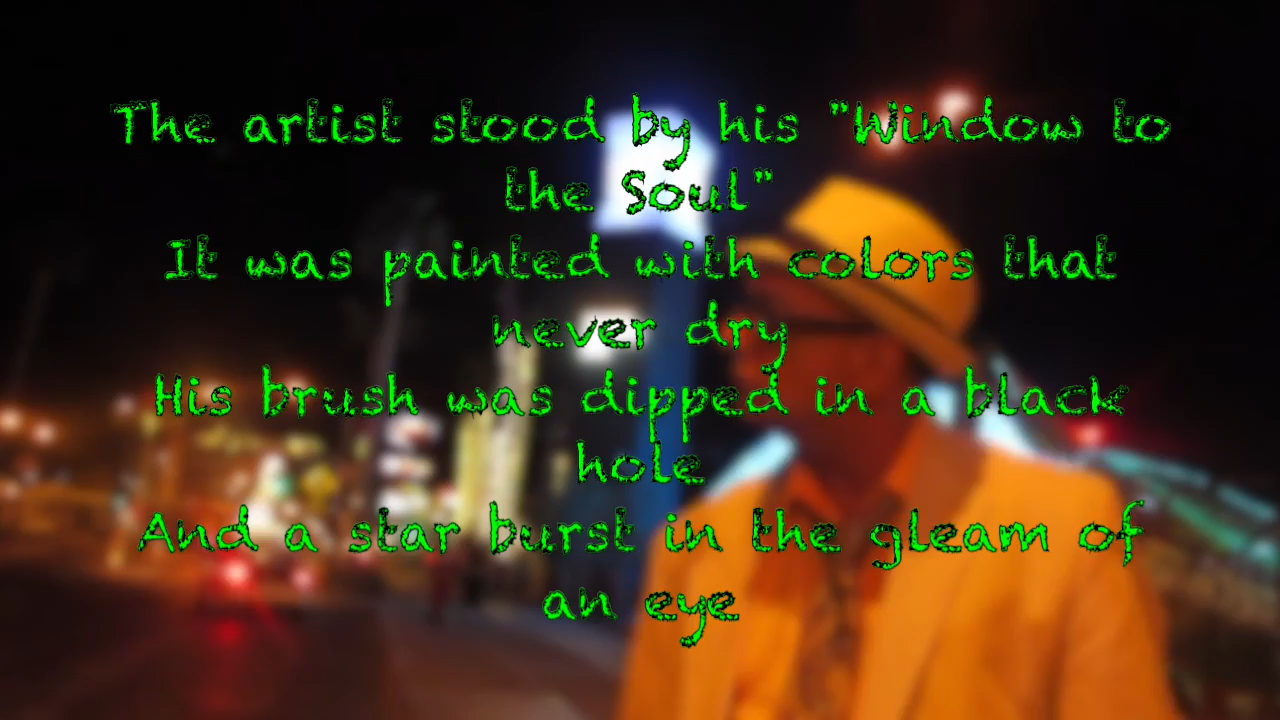 The artist stood by his "Window to
the Soul"
It was painted with colors that
never dry
His brush was dipped in a black
hole
And a star burst in the gleam of
an eye